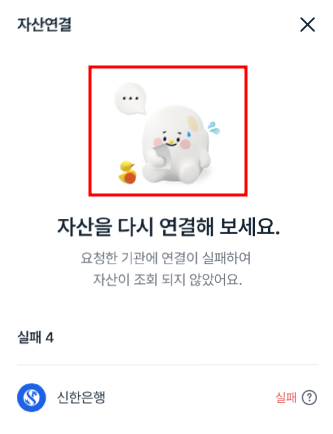 자산연결
자산을 다시 연결해 보세요.
요청한 기관에 연결이 실패하여
자산이 조회 되지 않았어요.
실패 4
신한은행 실패 ?